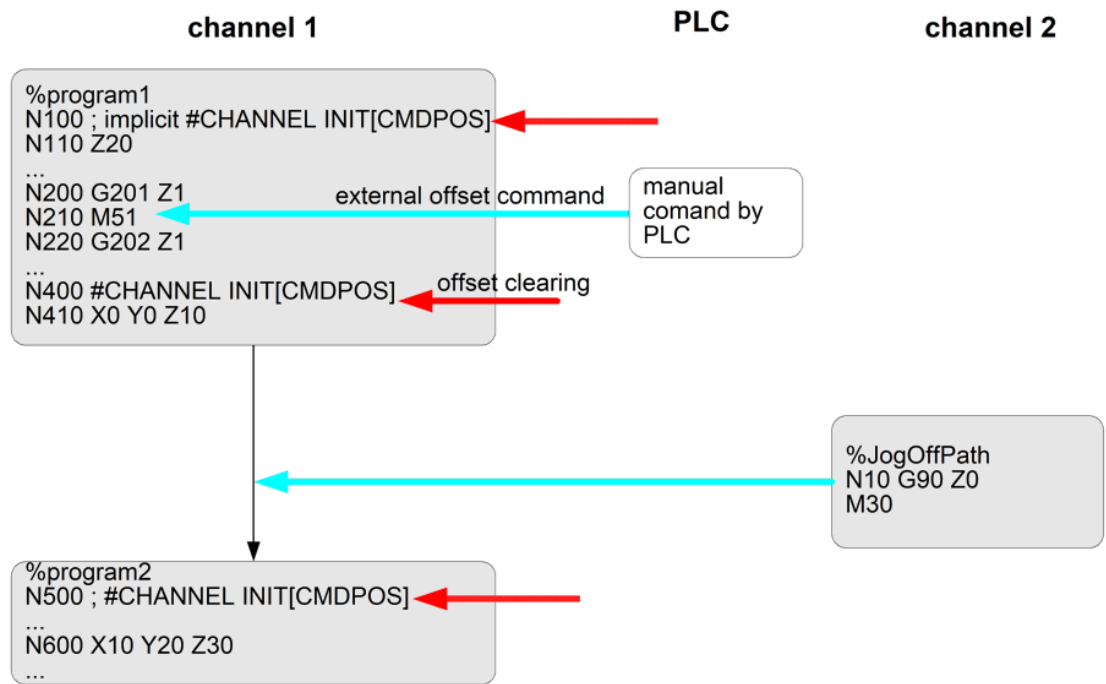 channel 1
PLC
channel 2
%program1
N100 ; implicit #CHANNEL INIT[CMDPOS]
N110 Z20
...
N200 G201 Z1
N210 M51
N220 G202 Z1
...
N400 #CHANNEL INIT[CMDPOS]
N410 X0 Y0 Z10
external offset command
manual
comand by
PLC
offset clearing
%JogOffPath
N10 G90 Z0
M30
%program2
N500 ; #CHANNEL INIT[CMDPOS]
...
N600 X10 Y20 Z30
...